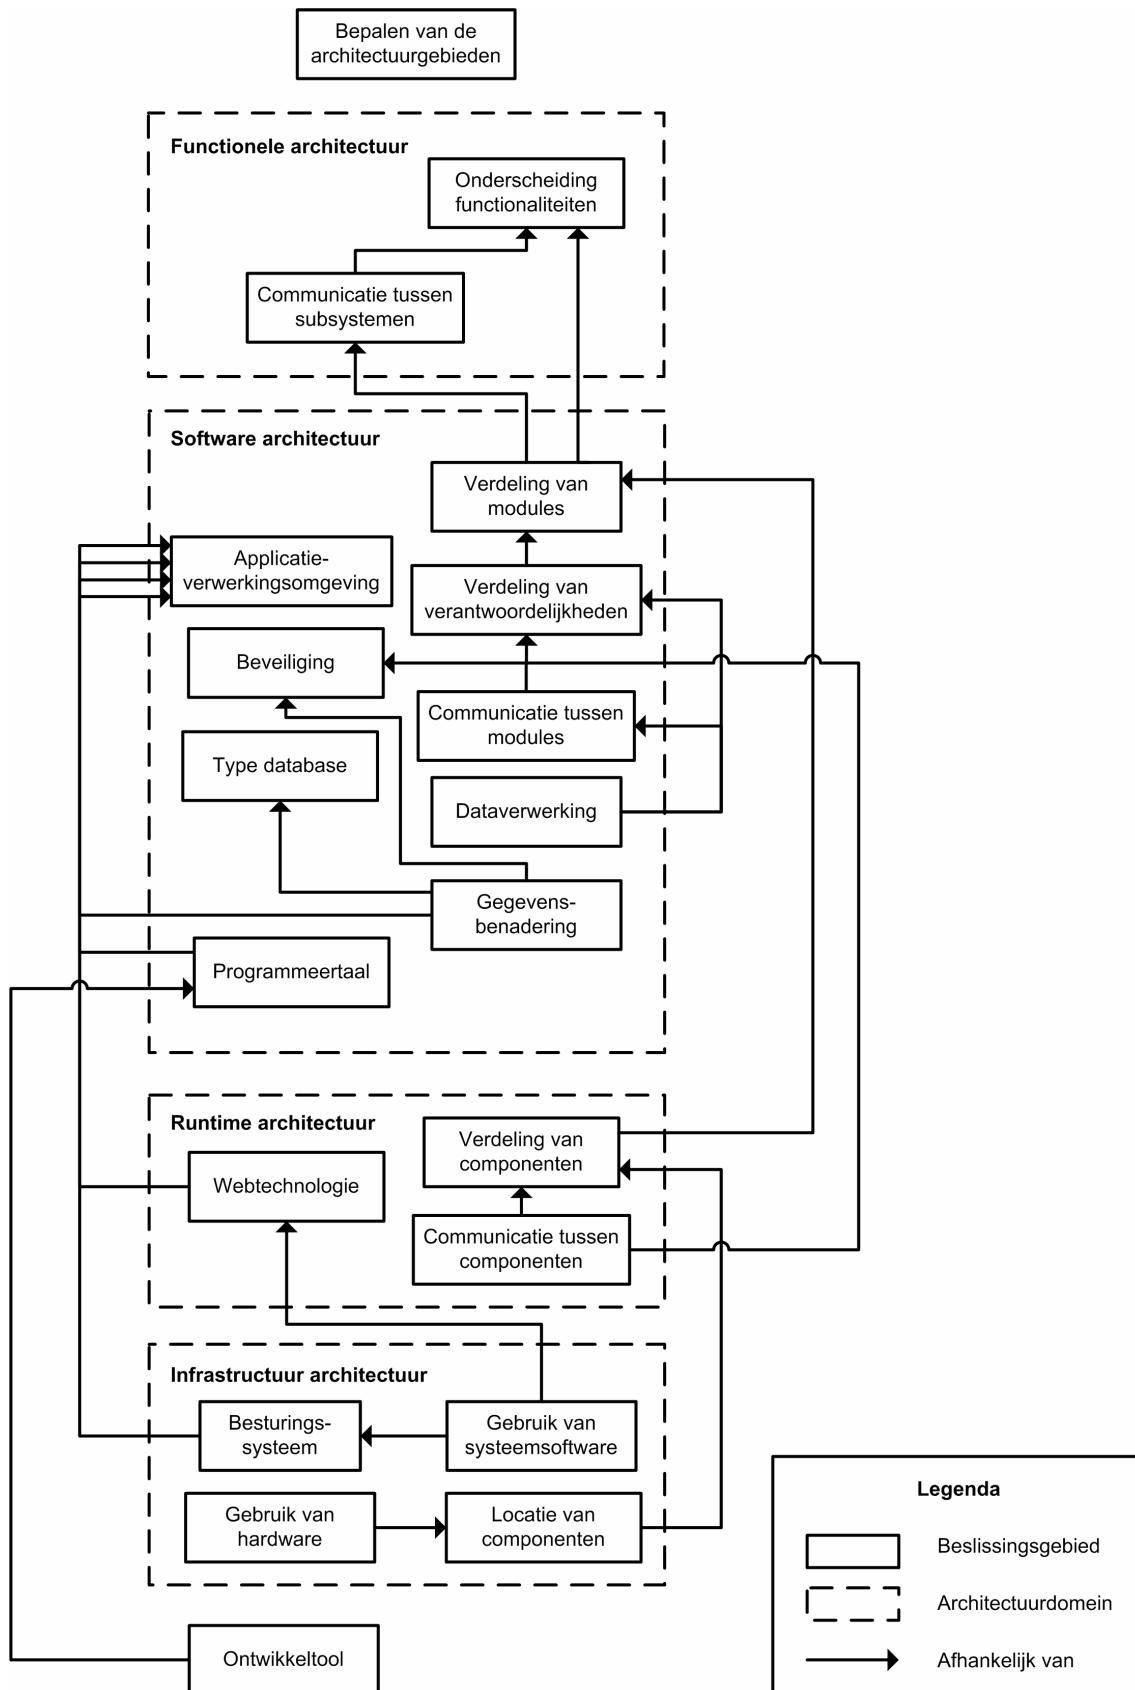 Bepalen van de
architectuurgebieden
Functionele architectuur
Onderscheiding
functionaliteiten
Communicatie tussen
subsystemen
Software architectuur
Verdeling van
modules
Applicatie-
verwerkingsomgeving
Verdeling van
verantwoordelijkheden
Beveiliging
Communicatie tussen
modules
Type database
Dataverwerking
Gegevens-
benadering
Programmeertaal
Runtime architectuur
Verdeling van
componenten
Webtechnologie
Communicatie tussen
componenten
Infrastructuur architectuur
Besturings-
systeem
Gebruik van
systeemsoftware
Gebruik van
hardware
Locatie van
componenten
Ontwikkeltool
Legenda
Beslissingsgebied
Architectuurdomein
Afhankelijk van